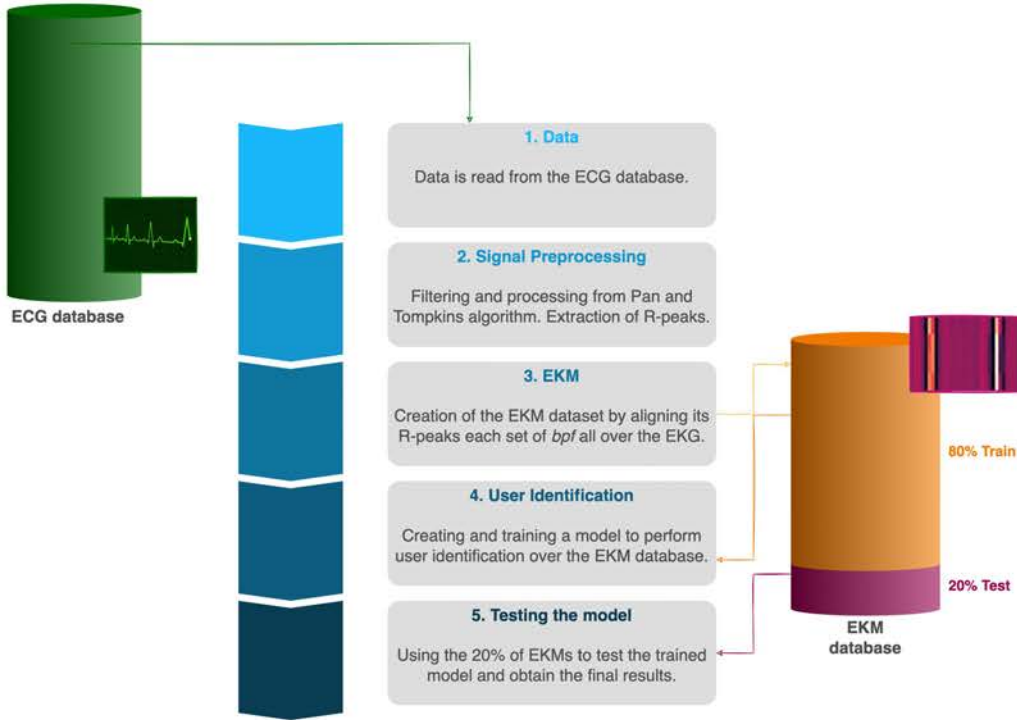 1. Data
Data is read from the ECG database.
ECG database
2. Signal Preprocessing
Filtering and processing from Pan and
Tompkins algorithm. Extraction of R-peaks.
3. EKM
Creation of the EKM dataset by aligning its
R-peaks each set of bpf all over the EKG.
80% Train
4. User Identification
Creating and training a model to perform
user identification over the EKM database.
20% Test
5. Testing the model
Using the 20% of EKMs to test the trained
model and obtain the final results.
EKM
database